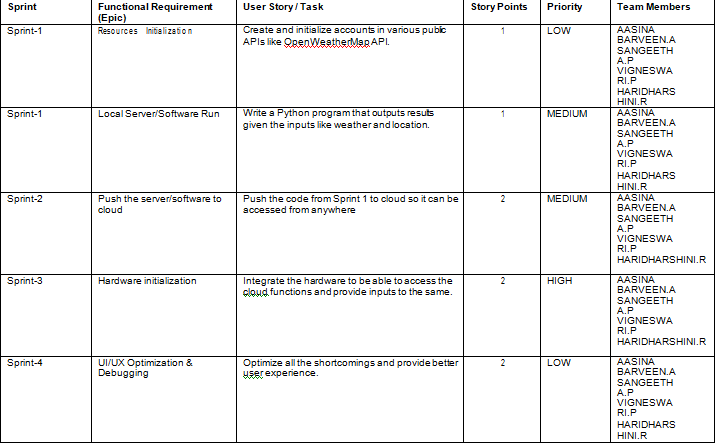 Sprint Functional Requirement (Epic) User Story / Task Story Points Priority Team Members
Sprint-1
Resources Initialization
Create and initialize accounts in various public
APIs like OpenWeatherMap API.
1
LOW
AASINA
BARVEEN.A
SANGEETH
A.P
VIGNESWA
RI.P
HARIDHARS
HINI.R
Sprint-1
Local Server/Software Run
Write a Python program that outputs results
given the inputs like weather and location.
1
MEDIUM
AASINA
BARVEEN.A
SANGEETH
A.P
VIGNESWA
RI.P
HARIDHARS
HINI.R
Sprint-2
Push the server/software to
cloud
Push the code from Sprint 1 to cloud so it can be
accessed from anywhere
2
MEDIUM
AASINA
BARVEEN.A
SANGEETH
A.P
VIGNESWA
RI.P
HARIDHARSHINI.R
Sprint-3
Hardware initialization
Integrate the hardware to be able to access the
cloud functions and provide inputs to the same.
2
HIGH
AASINA
BARVEEN.A
SANGEETH
A.P
VIGNESWA
RI.P
HARIDHARSHINI.R
Sprint-4
UI/UX Optimization &
Debugging
Optimize all the shortcomings and provide better
user experience.
2
LOW
AASINA
BARVEEN.A
SANGEETH
A.P
VIGNESWA
RI.P
HARIDHARS
HINI.R